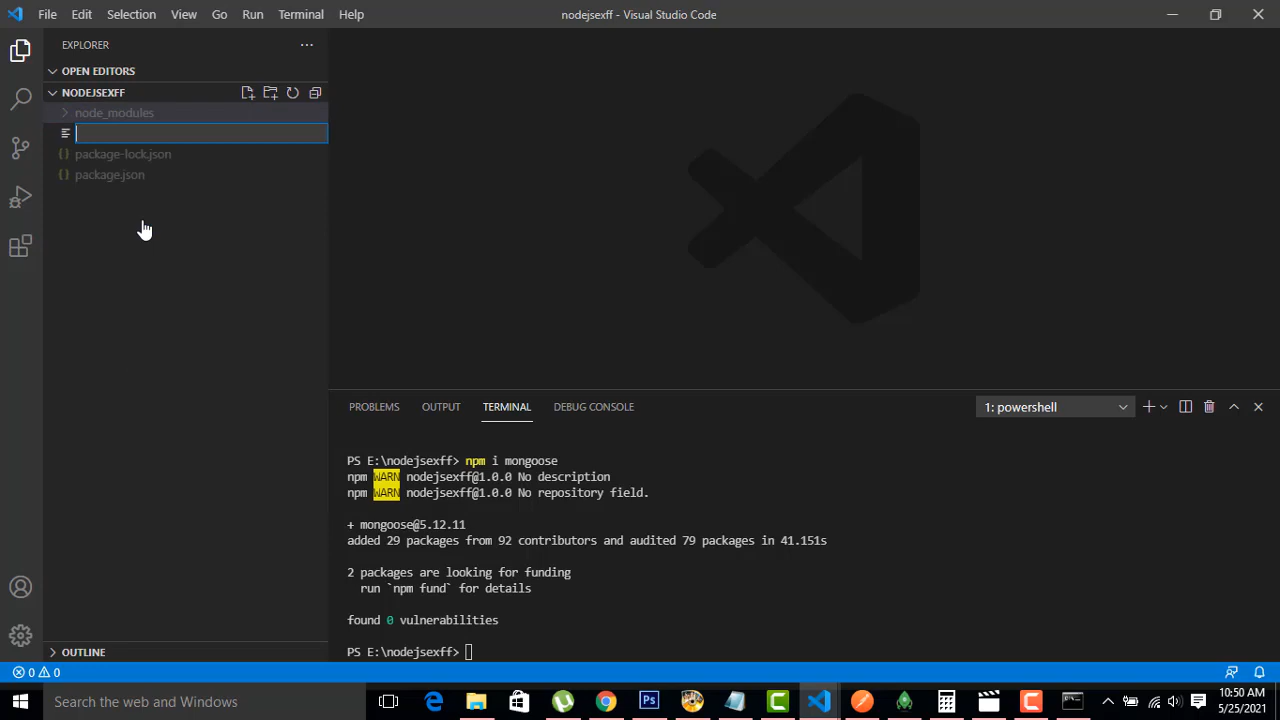 File Edit Selection View Go Run Terminal Help
nodejsexff - Visual Studio Code
EXPLORER
OPEN EDITORS
NODEJSEXFF
node_modules
package-lock.json
package.json
PROBLEMS OUTPUT TERMINAL DEBUG CONSOLE
1: powershell
PS E:\nodejsexff> npm i mongoose
npm WARN nodejsexff@1.0.0 No description
npm WARN nodejsexff@1.0.0 No repository field.
+ mongoose@5.12.11
added 29 packages from 92 contributors and audited 79 packages in 41.151s
2 packages are looking for funding
run `npm fund` for details
found 0 vulnerabilities
PS E:\nodejsexff>
OUTLINE
0 0
Search the web and Windows
Ps
10:50 AM
5/25/2021